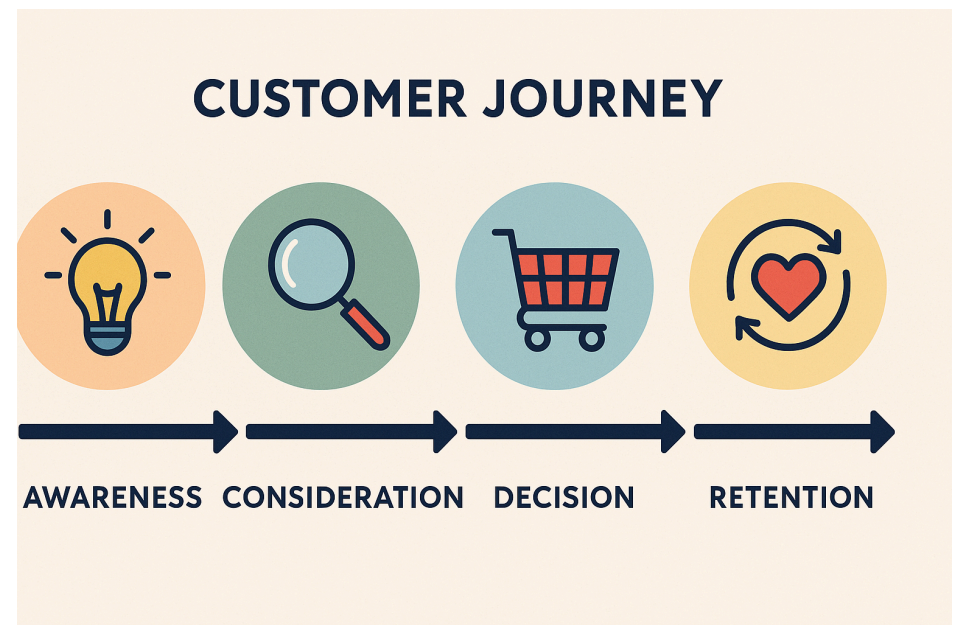 CUSTOMER JOURNEY
AWARENESS CONSIDERATION DECISION RETENTION